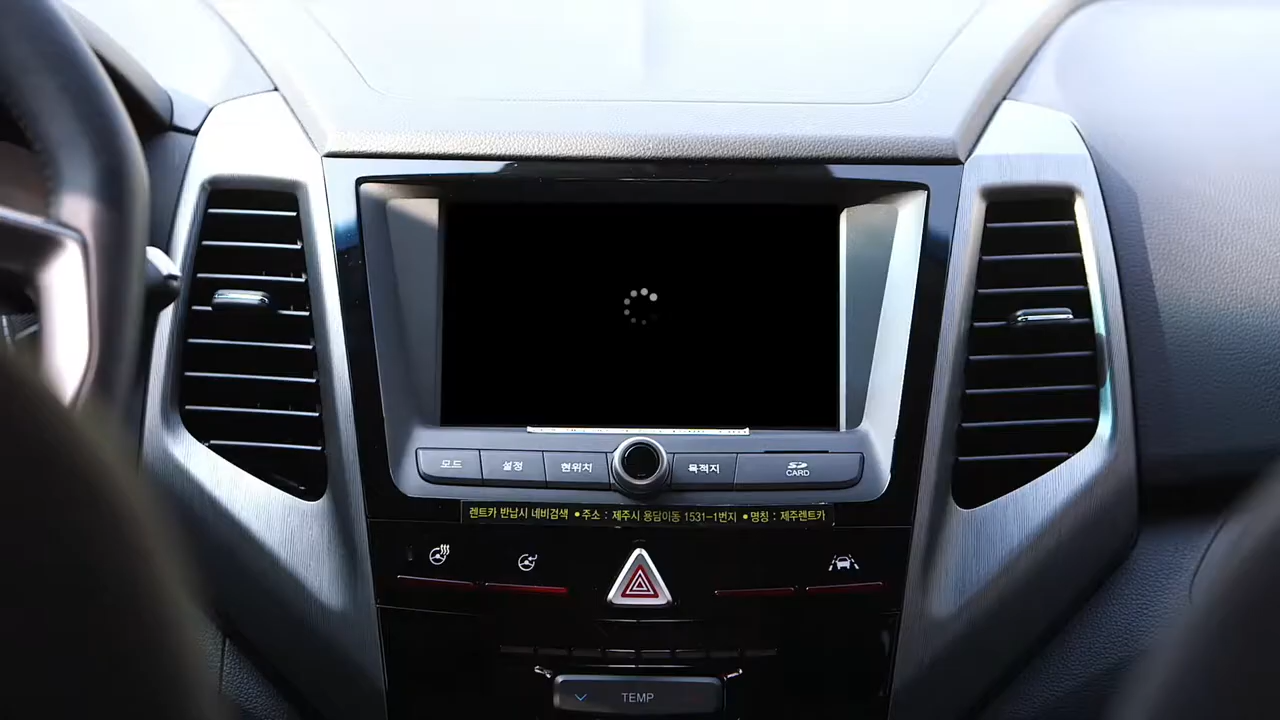 모드 설정 현위치 목적지 SD CARD
렌트카 반납시 네비검색 ●주소 : 제주시 용담이동 1531-1번지 ●명칭 : 제주렌트카
TEMP